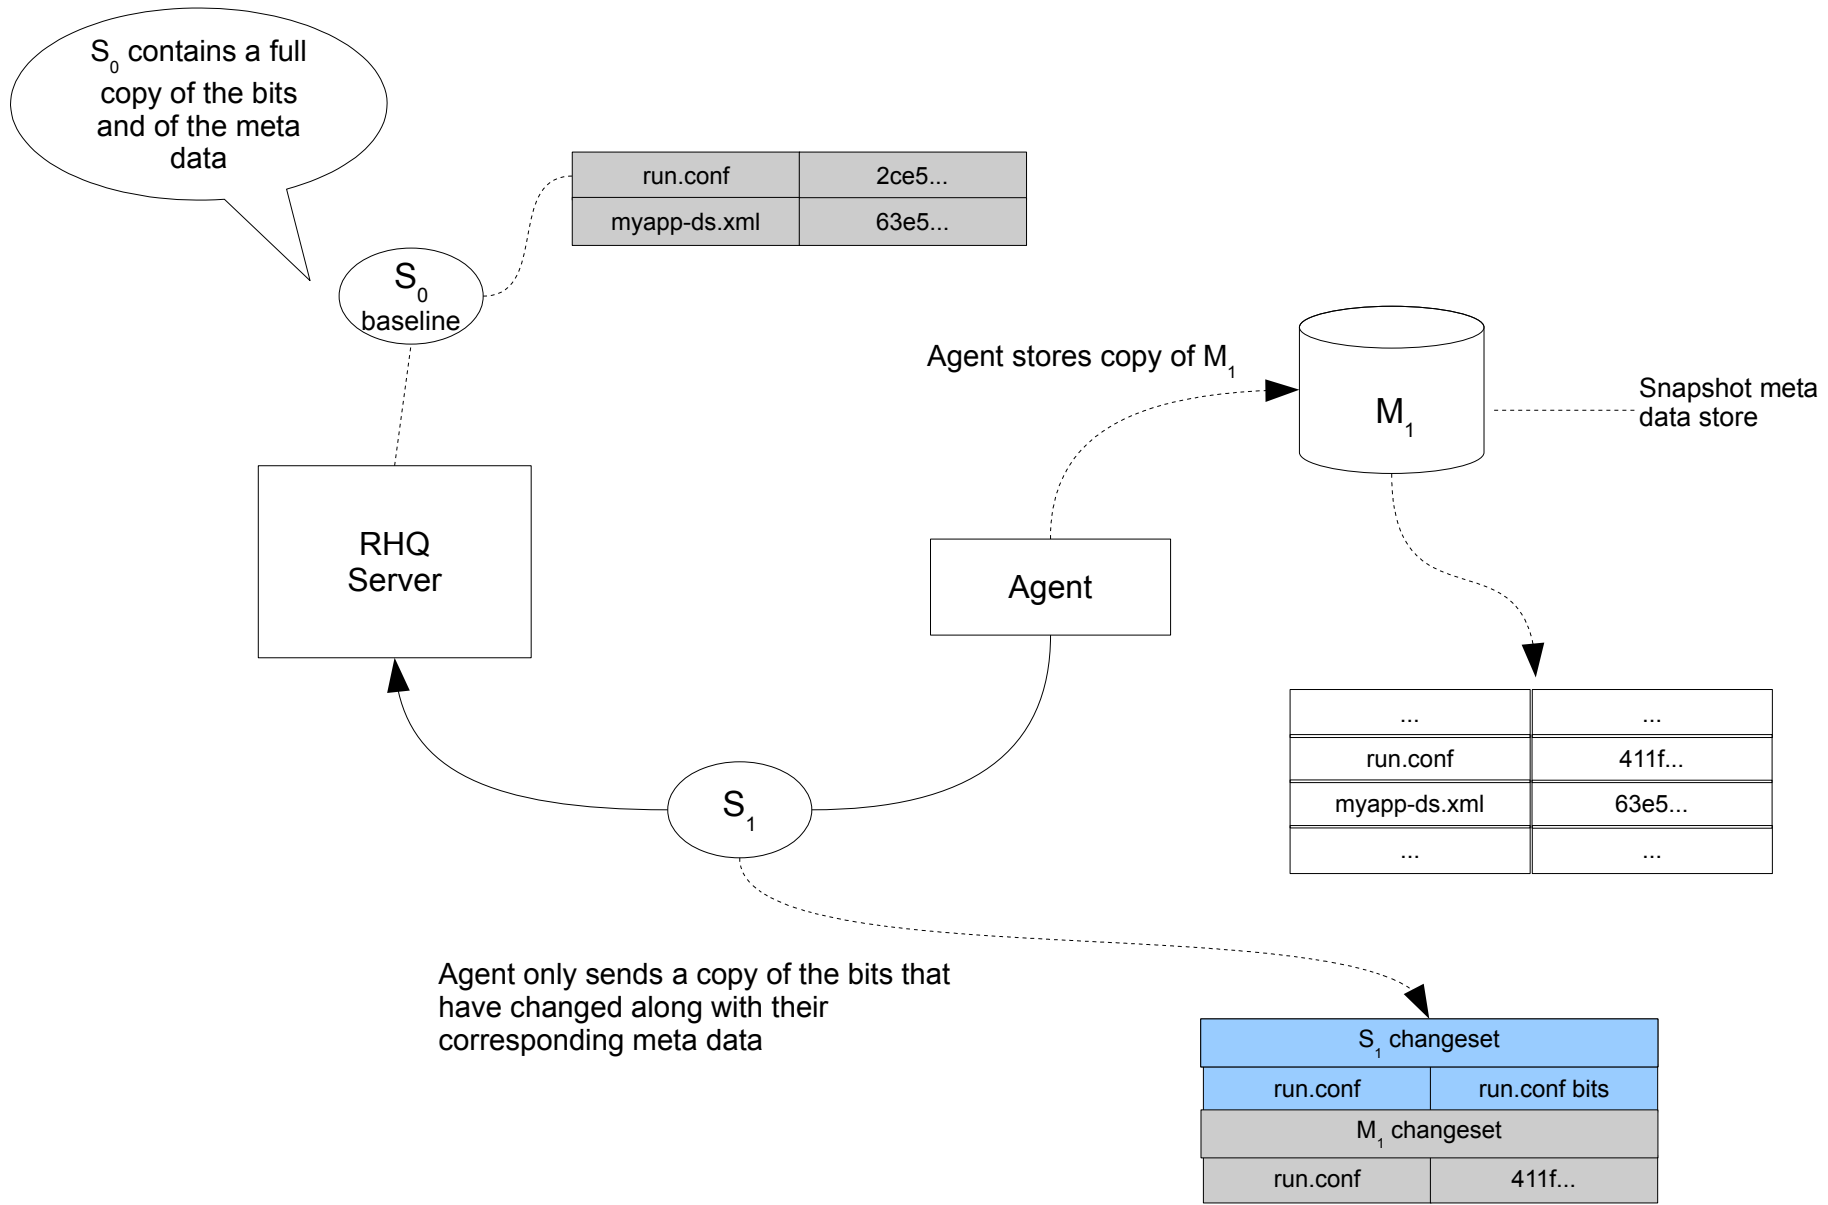 S0 contains a full
copy of the bits
and of the meta
data
run.conf 2ce5...
myapp-ds.xml 63e5...
S0
baseline
Agent stores copy of M1
M1
Snapshot meta
data store
RHQ
Server
Agent
... ...
run.conf 411f...
myapp-ds.xml 63e5...
... ...
S1
Agent only sends a copy of the bits that
have changed along with their
corresponding meta data
S1 changeset
run.conf run.conf bits
M1 changeset
run.conf 411f...